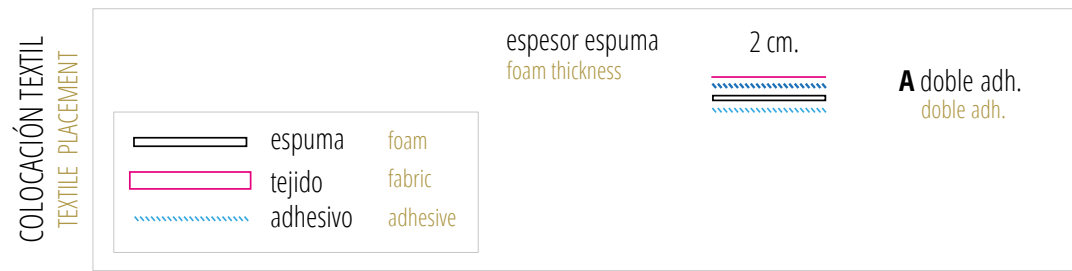 COLOCACIÓN TEXTIL
TEXTILE PLACEMENT
espesor espuma 2 cm.
foam thickness
A doble adh.
doble adh.
espuma foam
tejido fabric
adhesivo adhesive